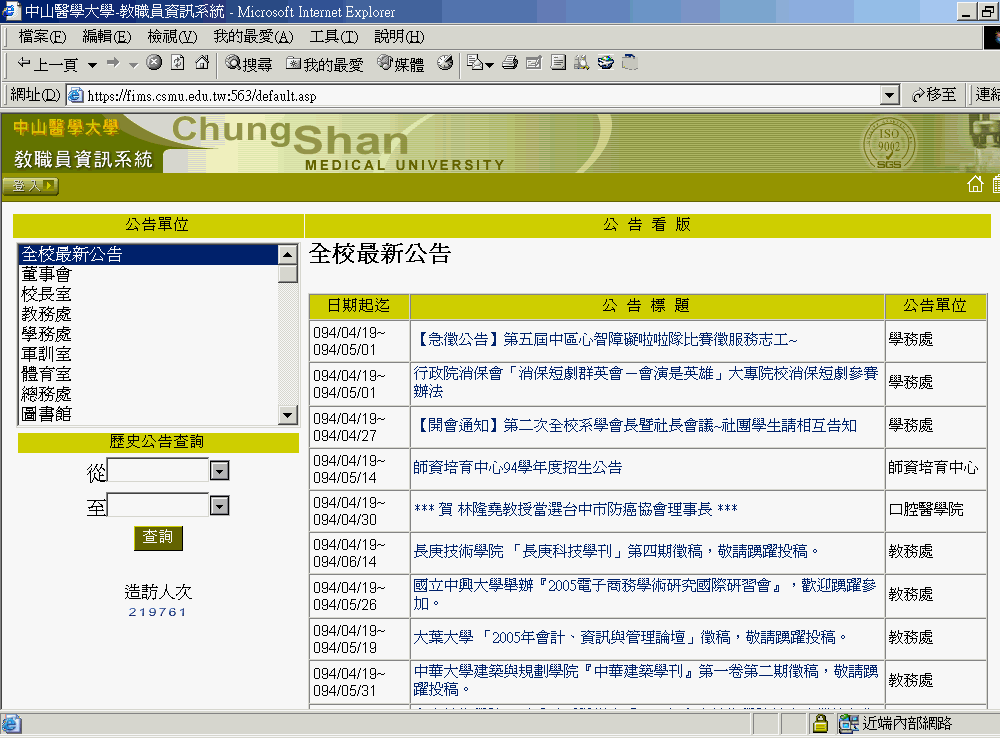 中山醫學大學-教職員資訊系統 - Microsoft Internet Explorer
檔案(F) 編輯(E) 檢視(V) 我的最愛(A) 工具(T) 說明(H)
上一頁 搜尋 我的最愛 媒體
網址(D) https://fims.csmu.edu.tw:563/default.asp 移至 連結
中山醫學大學
教職員資訊系統
ChungShan
MEDICAL UNIVERSITY
ISO
9002
SGS
登入
公告單位
全校最新公告
董事會
校長室
教務處
學務處
軍訓室
體育室
總務處
圖書館
歷史公告查詢
從
至
查詢
造訪人次
219761
公 告 看 版
全校最新公告
日期起迄 公 告 標 題 公告單位
094/04/19~
094/05/01
【急徵公告】第五屆中區心智障礙啦啦隊比賽徵服務志工~
學務處
094/04/19~
094/05/01
行政院消保會「消保短劇群英會－會演是英雄」大專院校消保短劇參賽
辦法
學務處
094/04/19~
094/04/27
【開會通知】第二次全校系學會長暨社長會議~社團學生請相互告知
學務處
094/04/19~
094/05/14
師資培育中心94學年度招生公告
師資培育中心
094/04/19~
094/04/30
*** 賀 林隆堯教授當選台中市防癌協會理事長 ***
口腔醫學院
094/04/19~
094/06/14
長庚技術學院 「長庚科技學刊」第四期徵稿，敬請踴躍投稿。
教務處
094/04/19~
094/05/26
國立中興大學舉辦『2005電子商務學術研究國際研習會』，歡迎踴躍參
加。
教務處
094/04/19~
094/05/19
大葉大學 「2005年會計、資訊與管理論壇」徵稿，敬請踴躍投稿。
教務處
094/04/19~
094/05/31
中華大學建築與規劃學院『中華建築學刊』第一卷第二期徵稿，敬請踴
躍投稿。
教務處
近端內部網路